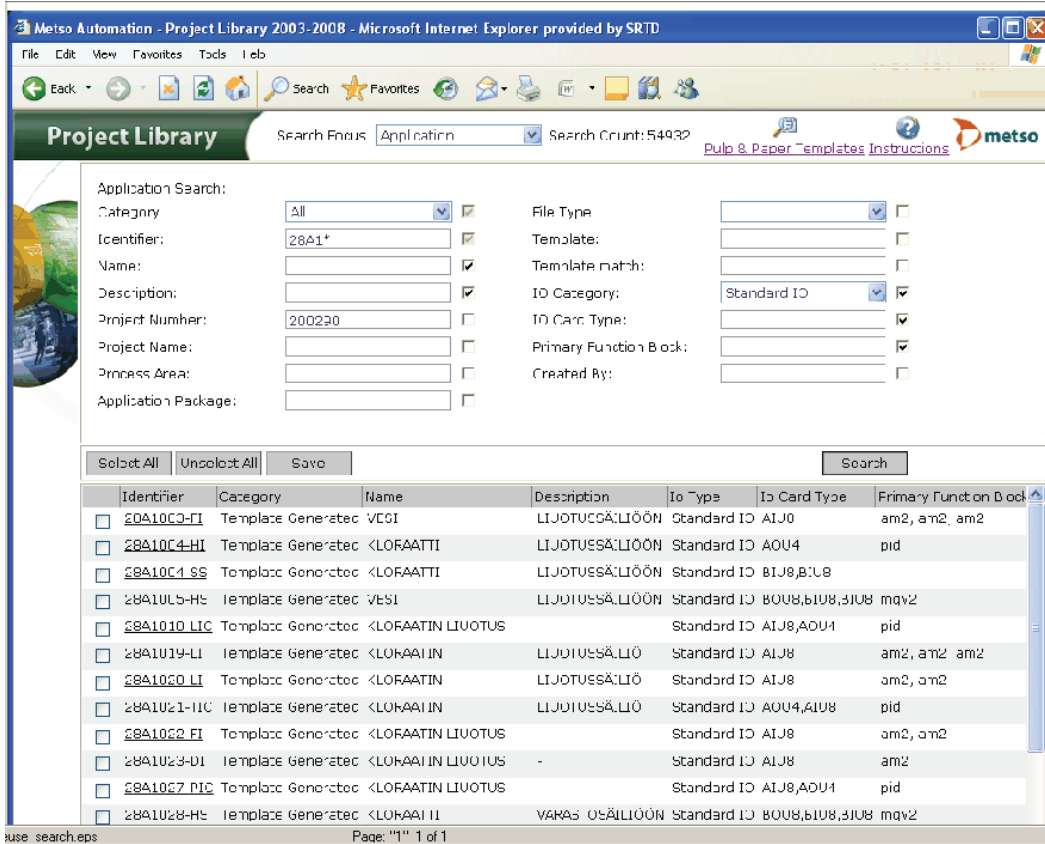 Metso Automation - Project Library 2003-2008 - Microsoft Internet Explorer provided by SRTD
File Edit View Favorites Tools Help
Back Search Favorites
Project Library Search Focus Application Search Count: 54932 Pulp & Paper Templates Instructions metso
Application Search:
Category All File Type
Identifier: 28A1* Template:
Name: Template match:
Description: IO Category: Standard IO
Project Number: 200290 IO Card Type:
Project Name: Primary Function Block:
Process Area: Created By:
Application Package:
Select All Unselect All Save Search
Identifier Category Name Description Io Type Io Card Type Primary Function Block
Template Generated VESI LIUOTUSSÄILIÖÖN Standard IO AIU8 am2, am2, am2
28A1004-HI Template Generated KLORAATTI LIUOTUSSÄILIÖÖN Standard IO AOU4 pid
28A1004-SS Template Generated KLORAATTI LIUOTUSSÄILIÖÖN Standard IO BIU8,BIU8
28A1005-HS Template Generated VESI LIUOTUSSÄILIÖÖN Standard IO BOU8,BIU8,BIU8 mgv2
28A1010-LIC Template Generated KLORAATIN LIUOTUS Standard IO AIU8,AOU4 pid
28A1019-LI Template Generated KLORAATIN LIUOTUSSÄILIÖ Standard IO AIU8 am2, am2, am2
28A1020-LI Template Generated KLORAATIN LIUOTUSSÄILIÖ Standard IO AIU8 am2, am2
28A1021-TIC Template Generated KLORAATIN LIUOTUSSÄILIÖ Standard IO AOU4,AIU8 pid
28A1022-FI Template Generated KLORAATIN LIUOTUS Standard IO AIU8 am2, am2
28A1023-DI Template Generated KLORAATIN LIUOTUS - Standard IO AIU8 am2
28A1027-PIC Template Generated KLORAATIN LIUOTUS Standard IO AIU8,AOU4 pid
28A1028-HS Template Generated KLORAATTI VARASTOSÄILIÖÖN Standard IO BOU8,BIU8,BIU8 mgv2
euse_search.eps Page: "1" 1 of 1